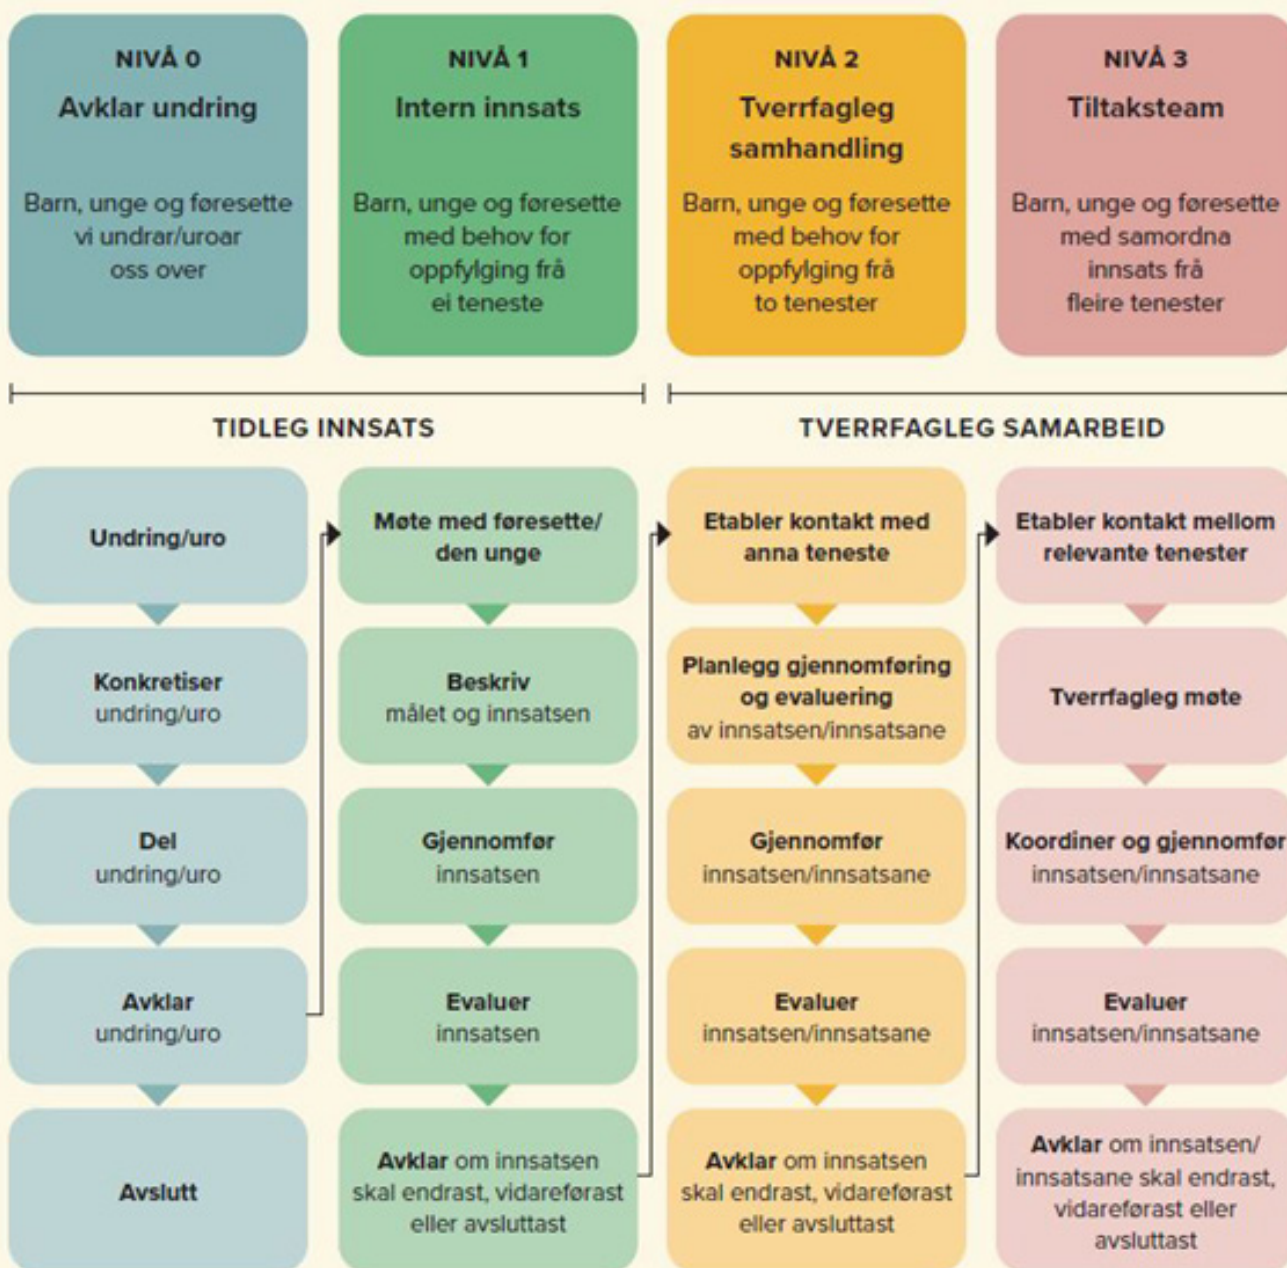 NIVÅ 0
Avklar undring
Barn, unge og føresette
vi undrar/uroar
oss over
NIVÅ 1
Intern innsats
Barn, unge og føresette
med behov for
oppfylging frå
ei teneste
NIVÅ 2
Tverrfagleg
samhandling
Barn, unge og føresette
med behov for
oppfylging frå
to tenester
NIVÅ 3
Tiltaksteam
Barn, unge og føresette
med samordna
innsats frå
fleire tenester
TIDLEG INNSATS
TVERRFAGLEG SAMARBEID
Undring/uro
Konkretiser
undring/uro
Del
undring/uro
Avklar
undring/uro
Avslutt
Møte med føresette/
den unge
Beskriv
målet og innsatsen
Gjennomfør
innsatsen
Evaluer
innsatsen
Avklar om innsatsen
skal endrast, vidareførast
eller avsluttast
Etabler kontakt med
anna teneste
Planlegg gjennomføring
og evaluering
av innsatsen/innsatsane
Gjennomfør
innsatsen/innsatsane
Evaluer
innsatsen/innsatsane
Avklar om innsatsen
skal endrast, vidareførast
eller avsluttast
Etabler kontakt mellom
relevante tenester
Tverrfagleg møte
Koordiner og gjennomfør
innsatsen/innsatsane
Evaluer
innsatsen/innsatsane
Avklar om innsatsen/
innsatsane skal endrast,
vidareførast eller
avsluttast